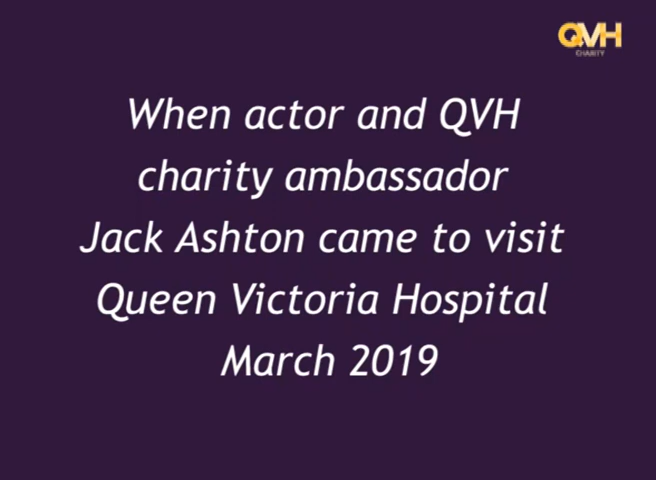 QVH
CHARITY
When actor and QVH
charity ambassador
Jack Ashton came to visit
Queen Victoria Hospital
March 2019